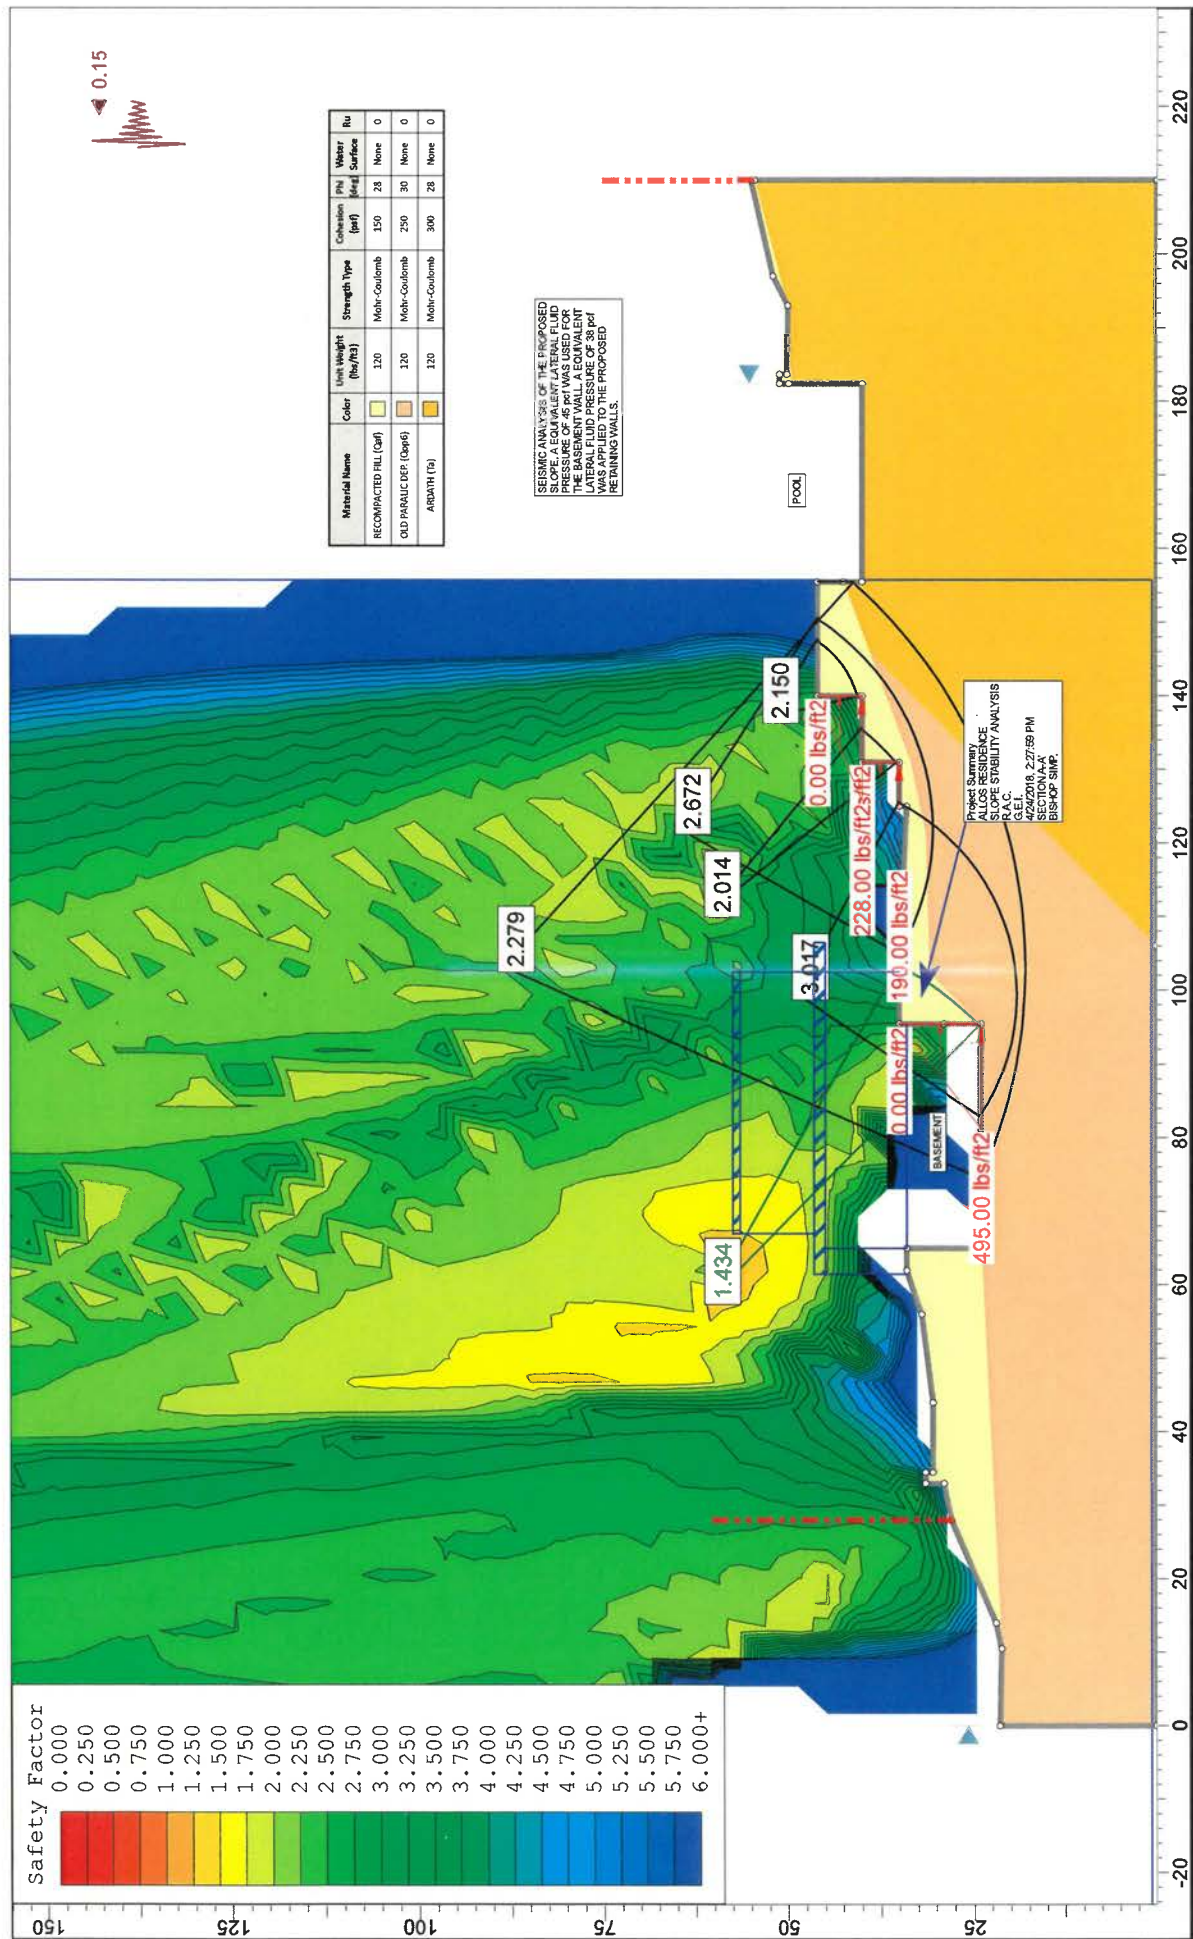 Safety Factor
0.000
0.250
0.500
0.750
1.000
1.250
1.500
1.750
2.000
2.250
2.500
2.750
3.000
3.250
3.500
3.750
4.000
4.250
4.500
4.750
5.000
5.250
5.500
5.750
6.000+
0.15
Material Name Color Unit Weight (lbs/ft3) Strength Type Cohesion (psf) Phi (deg) Water Surface Ru
RECOMPACTED FILL (Qaf) 120 Mohr-Coulomb 150 28 None 0
OLD PARALIC DEP. (Qop6) 120 Mohr-Coulomb 250 30 None 0
ARDATH (Ta) 120 Mohr-Coulomb 300 28 None 0
SEISMIC ANALYSIS OF THE PROPOSED
SLOPE. A EQUIVALENT LATERAL FLUID
PRESSURE OF 45 pcf WAS USED FOR
THE BASEMENT WALL. A EQUIVALENT
LATERAL FLUID PRESSURE OF 38 pcf
WAS APPLIED TO THE PROPOSED
RETAINING WALLS.
POOL
2.279
2.672
2.014
2.150
3.017
1.434
0.00 lbs/ft2
228.00 lbs/ft2
s/ft2
190.00 lbs/ft2
0.00 lbs/ft2
495.00 lbs/ft2
BASEMENT
Project Summary
ALLOS RESIDENCE
SLOPE STABILITY ANALYSIS
R.A.C.
G.E.I.
4/24/2018, 2:27:59 PM
SECTION A-A'
BISHOP SIMP.
150
125
100
75
50
25
-20
0
20
40
60
80
100
120
140
160
180
200
220